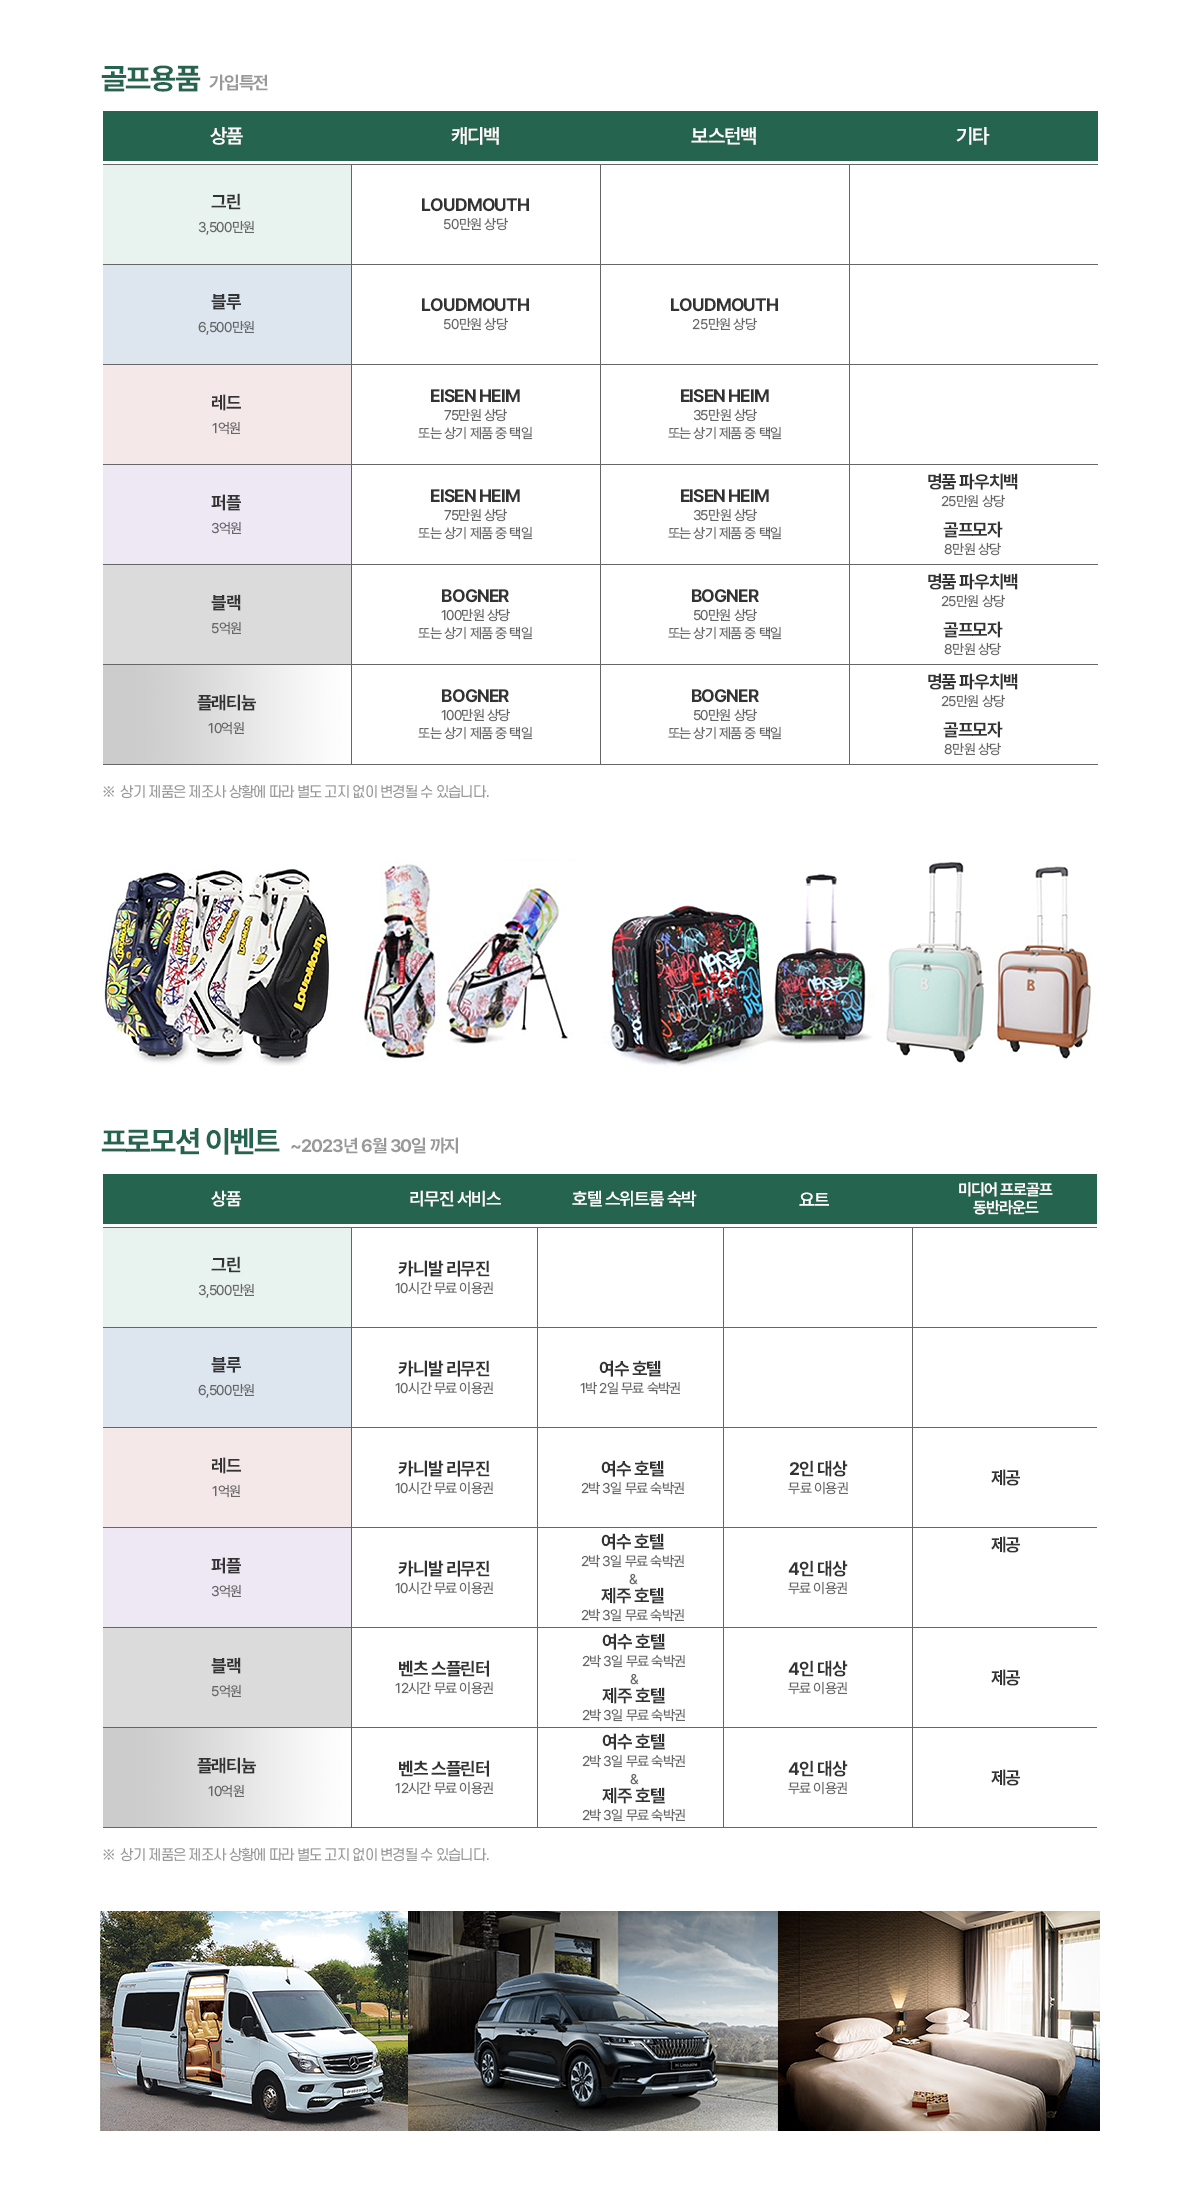 골프용품 가입특전
상품 캐디백 보스턴백 기타
그린
3,500만원
LOUDMOUTH
50만원 상당
블루
6,500만원
LOUDMOUTH
50만원 상당
LOUDMOUTH
25만원 상당
레드
1억원
EISEN HEIM
75만원 상당
또는 상기 제품 중 택일
EISEN HEIM
35만원 상당
또는 상기 제품 중 택일
퍼플
3억원
EISEN HEIM
75만원 상당
또는 상기 제품 중 택일
EISEN HEIM
35만원 상당
또는 상기 제품 중 택일
명품 파우치백
25만원 상당
골프모자
8만원 상당
블랙
5억원
BOGNER
100만원 상당
또는 상기 제품 중 택일
BOGNER
50만원 상당
또는 상기 제품 중 택일
명품 파우치백
25만원 상당
골프모자
8만원 상당
플래티늄
10억원
BOGNER
100만원 상당
또는 상기 제품 중 택일
BOGNER
50만원 상당
또는 상기 제품 중 택일
명품 파우치백
25만원 상당
골프모자
8만원 상당
※ 상기 제품은 제조사 상황에 따라 별도 고지 없이 변경될 수 있습니다.
LOUDMOUTH
EISEN
HEIM
B
B
프로모션 이벤트 ~2023년 6월 30일 까지
상품 리무진 서비스 호텔 스위트룸 숙박 요트 미디어 프로골프
동반라운드
그린
3,500만원
카니발 리무진
10시간 무료 이용권
블루
6,500만원
카니발 리무진
10시간 무료 이용권
여수 호텔
1박 2일 무료 숙박권
레드
1억원
카니발 리무진
10시간 무료 이용권
여수 호텔
2박 3일 무료 숙박권
2인 대상
무료 이용권
제공
퍼플
3억원
카니발 리무진
10시간 무료 이용권
여수 호텔
2박 3일 무료 숙박권
&
제주 호텔
2박 3일 무료 숙박권
4인 대상
무료 이용권
제공
블랙
5억원
벤츠 스플린터
12시간 무료 이용권
여수 호텔
2박 3일 무료 숙박권
&
제주 호텔
2박 3일 무료 숙박권
4인 대상
무료 이용권
제공
플래티늄
10억원
벤츠 스플린터
12시간 무료 이용권
여수 호텔
2박 3일 무료 숙박권
&
제주 호텔
2박 3일 무료 숙박권
4인 대상
무료 이용권
제공
※ 상기 제품은 제조사 상황에 따라 별도 고지 없이 변경될 수 있습니다.